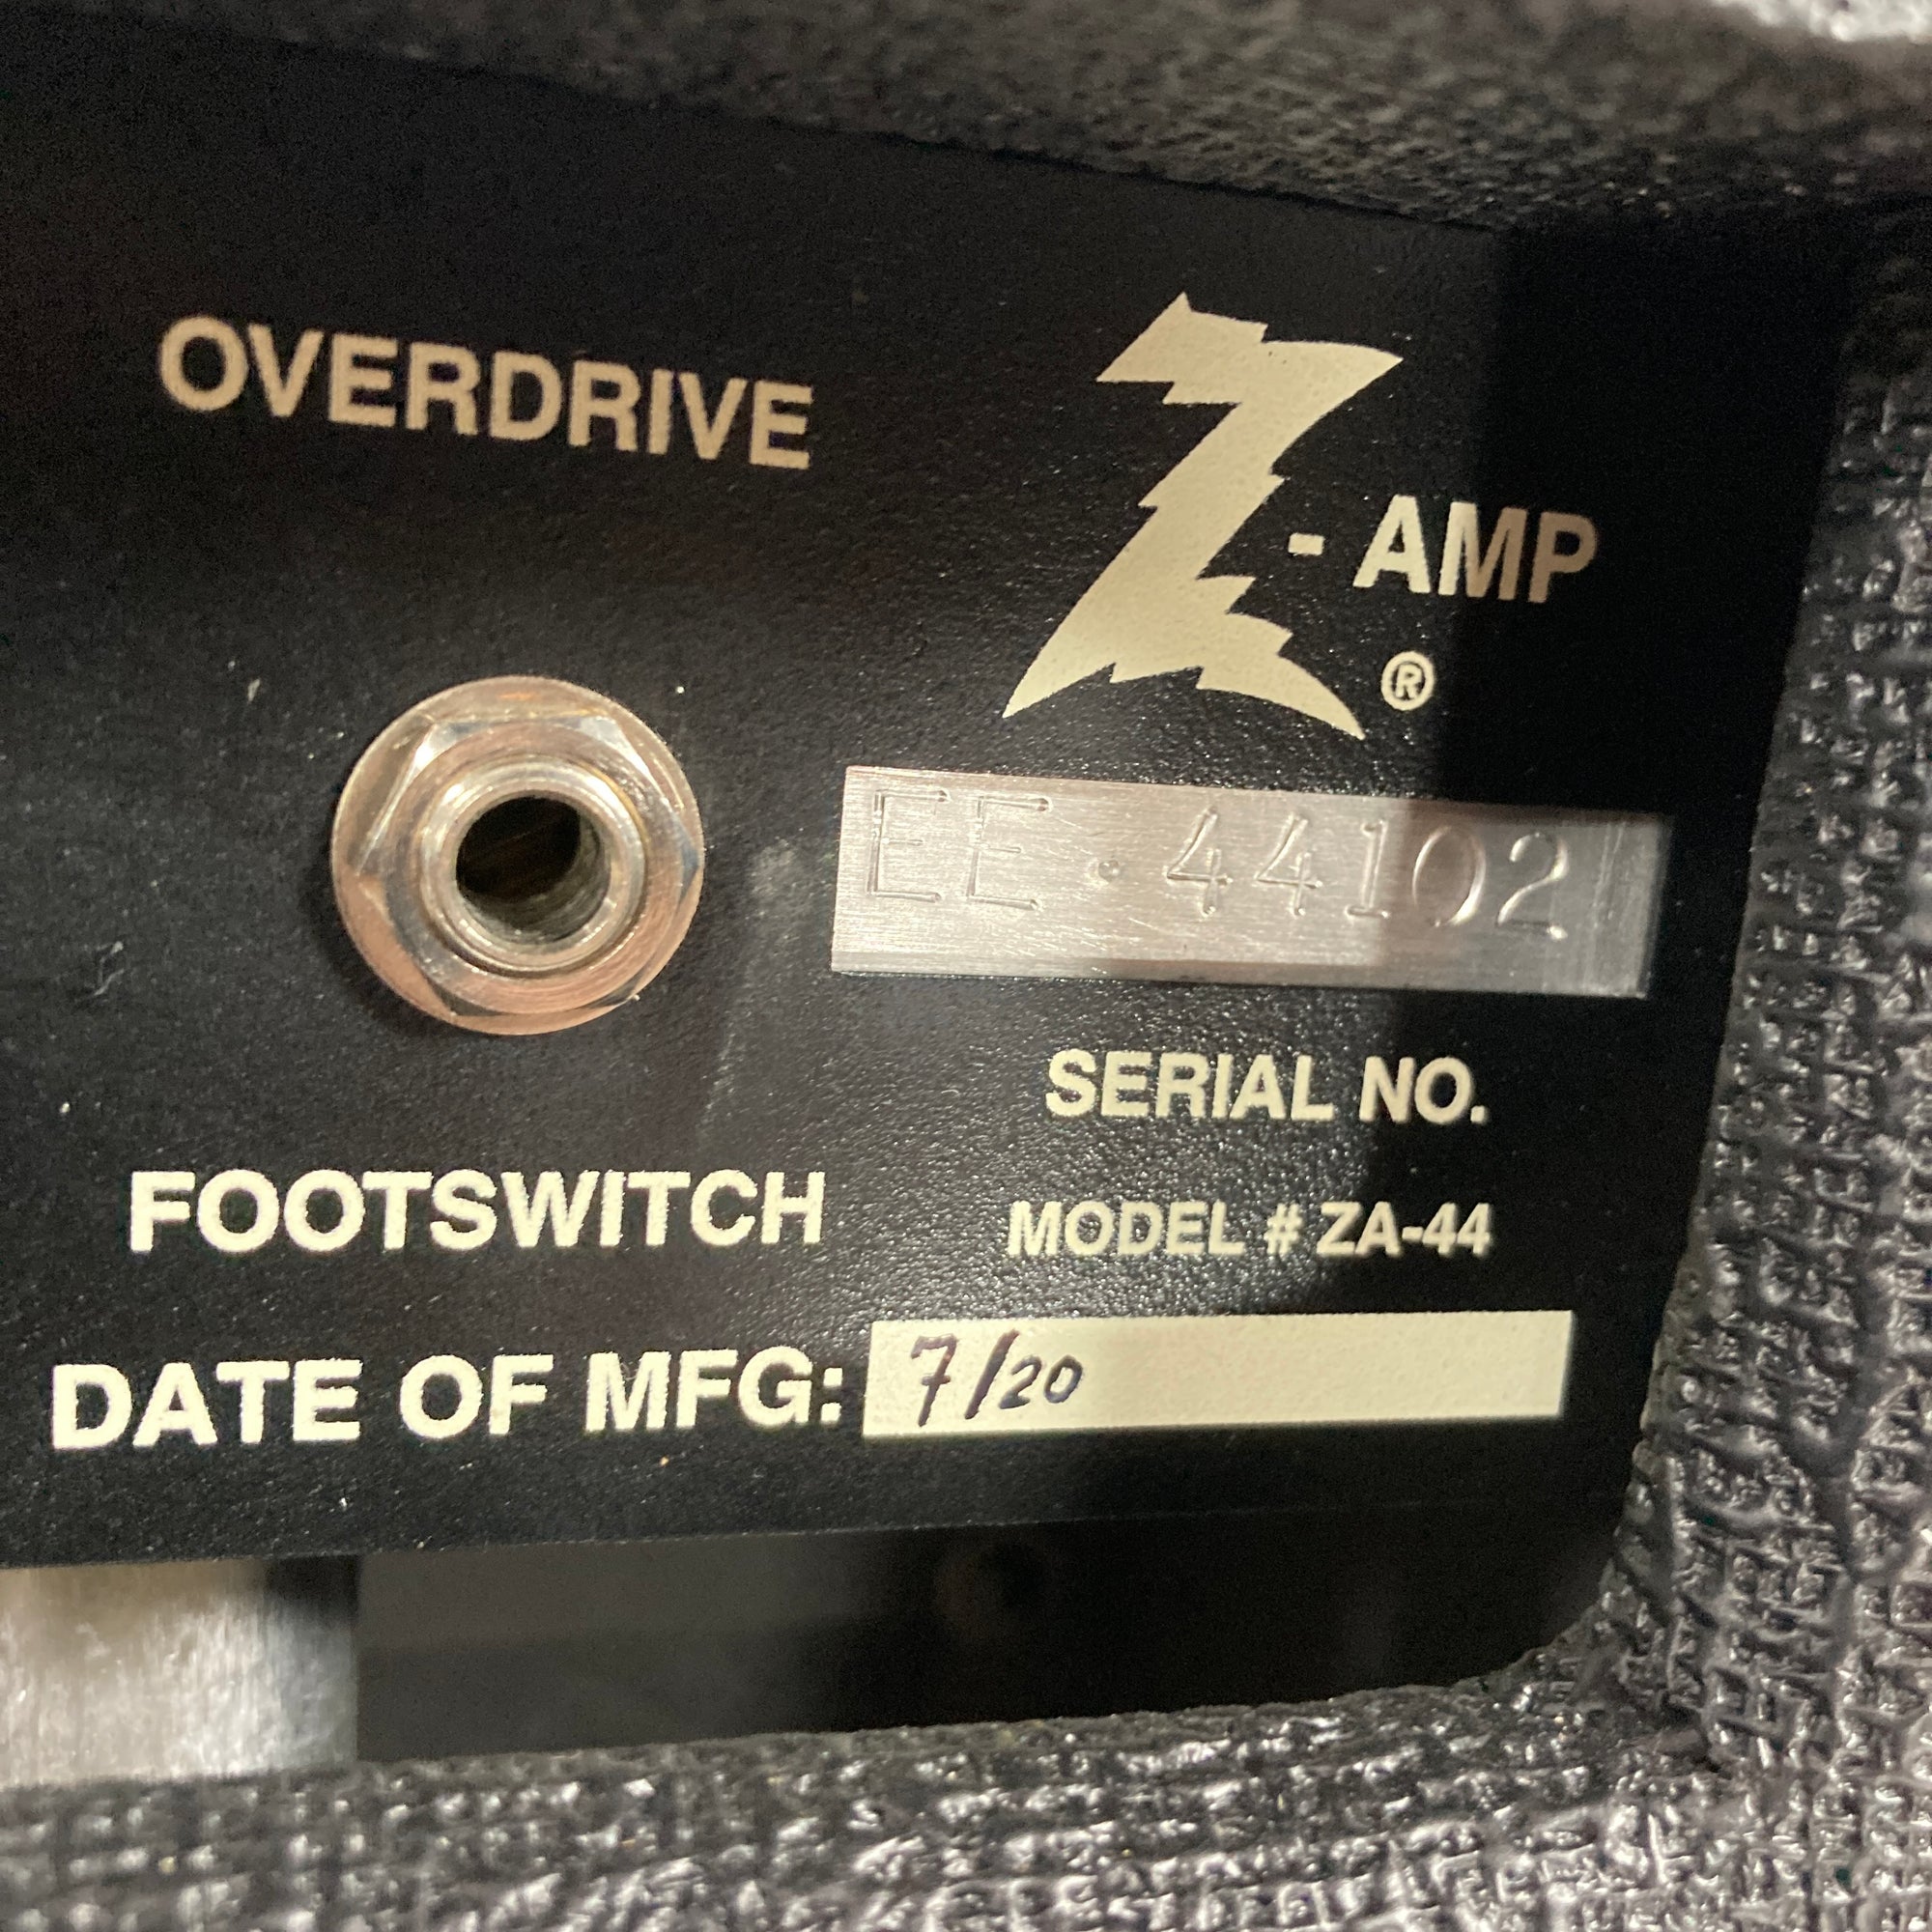 OVERDRIVE
Z-AMP
®
EE·44102
SERIAL NO.
FOOTSWITCH
MODEL # ZA-44
DATE OF MFG: 7/20